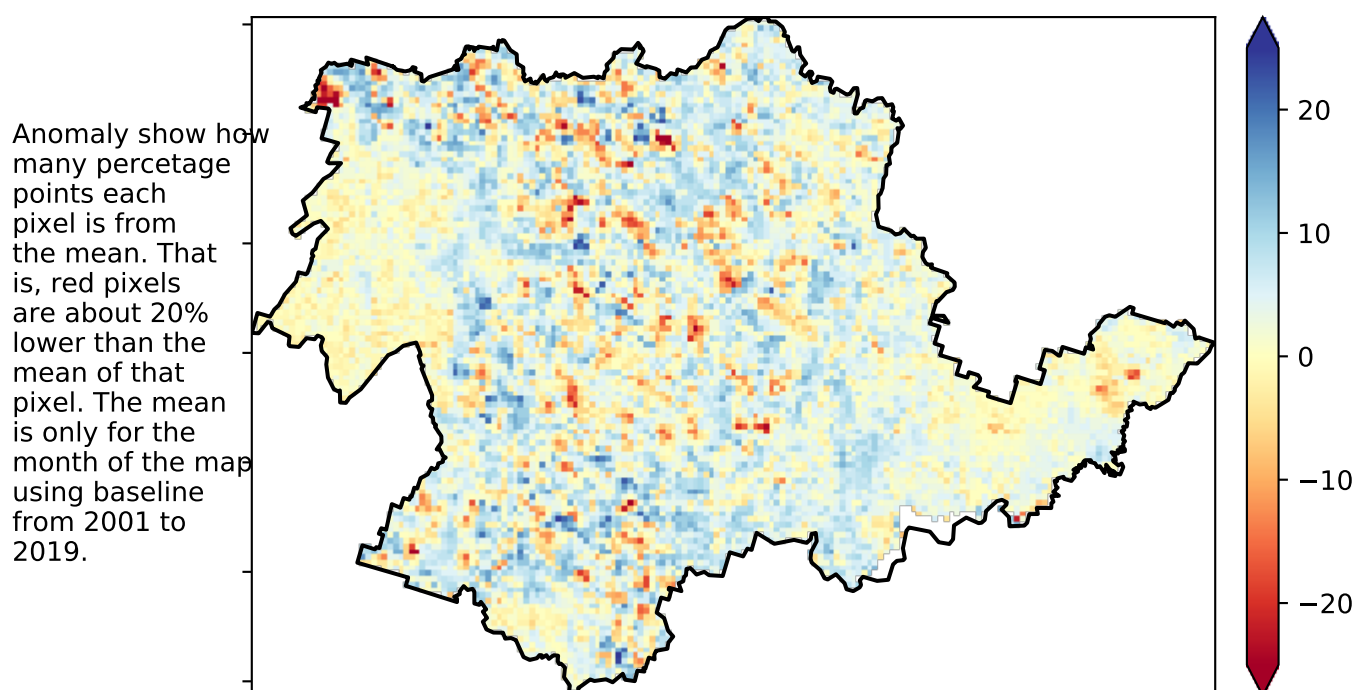 Anomaly show how
many percetage
points each
pixel is from
the mean. That
is, red pixels
are about 20%
lower than the
mean of that
pixel. The mean
is only for the
month of the map
using baseline
from 2001 to
2019.
20
10
0
−10
−20